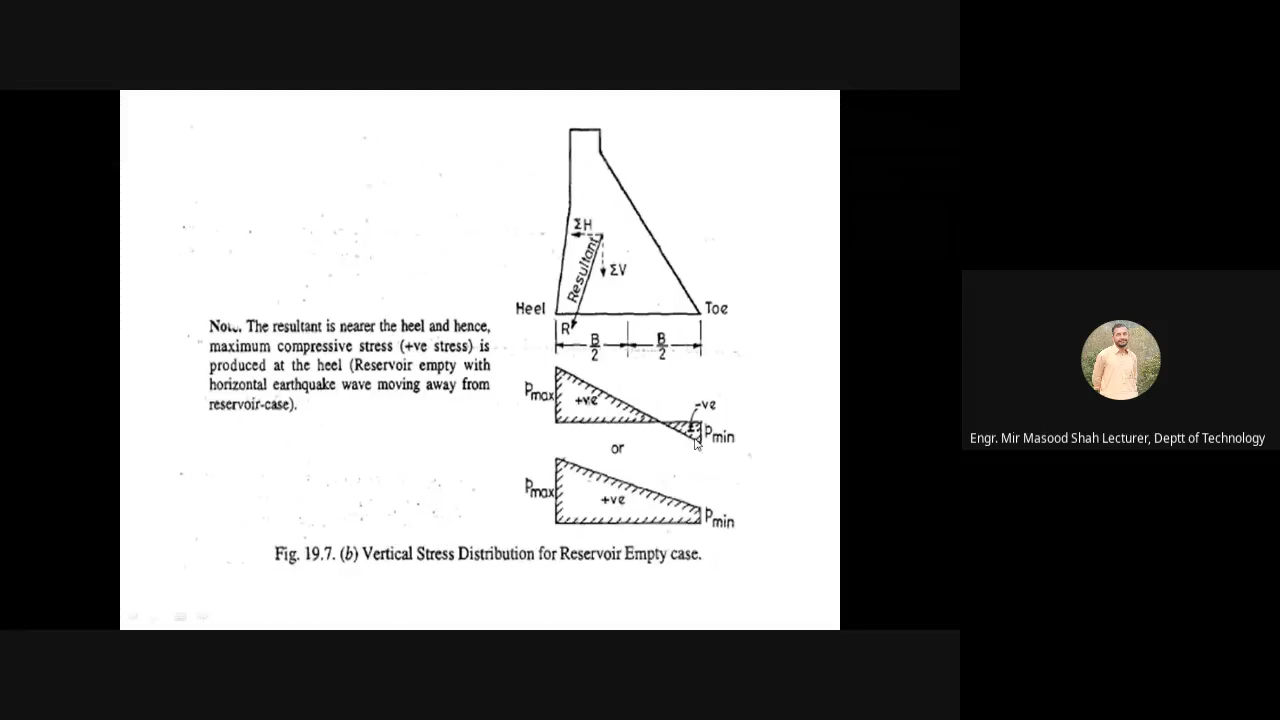 ΣH
Resultant
ΣV
Heel
Toe
R
B/2
B/2
Note. The resultant is nearer the heel and hence,
maximum compressive stress (+ve stress) is
produced at the heel (Reservoir empty with
horizontal earthquake wave moving away from
reservoir-case).
Pmax
+ve
-ve
Pmin
or
Pmax
+ve
Pmin
Fig. 19.7. (b) Vertical Stress Distribution for Reservoir Empty case.
Engr. Mir Masood Shah Lecturer, Deptt of Technology